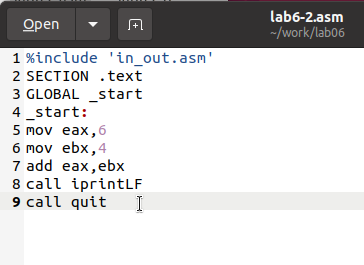 Open
lab6-2.asm
~/work/lab06
1 %include 'in_out.asm'
2 SECTION .text
3 GLOBAL _start
4 _start:
5 mov eax,6
6 mov ebx,4
7 add eax,ebx
8 call iprintLF
9 call quit